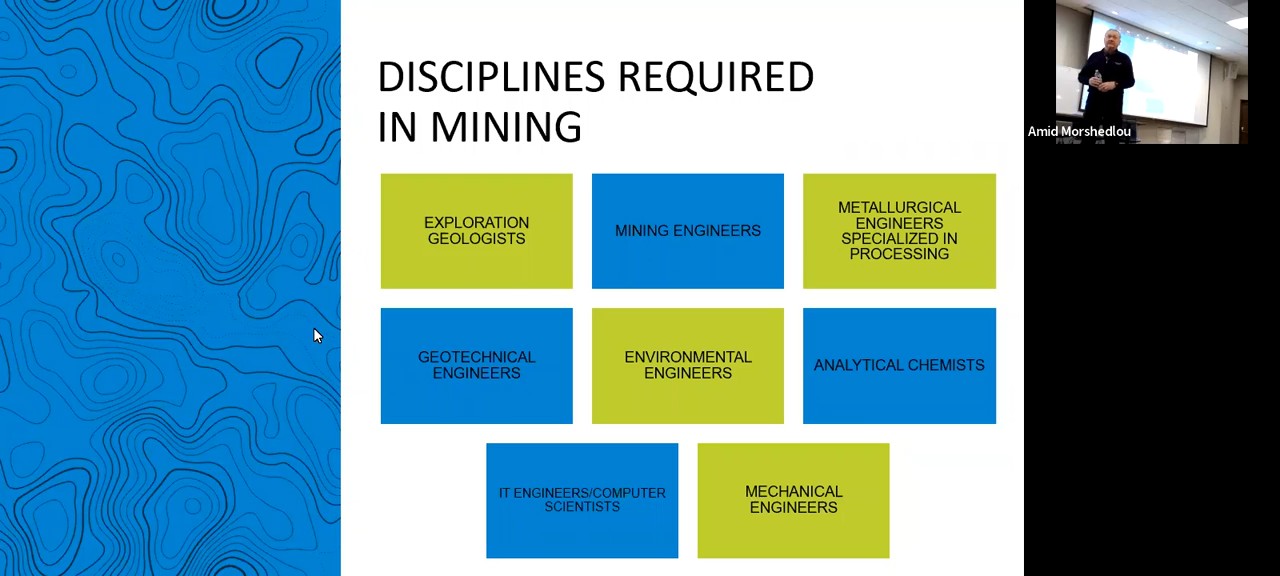 DISCIPLINES REQUIRED
IN MINING
EXPLORATION
GEOLOGISTS
MINING ENGINEERS
METALLURGICAL
ENGINEERS
SPECIALIZED IN
PROCESSING
GEOTECHNICAL
ENGINEERS
ENVIRONMENTAL
ENGINEERS
ANALYTICAL CHEMISTS
IT ENGINEERS/COMPUTER
SCIENTISTS
MECHANICAL
ENGINEERS
Amid Morshedlou